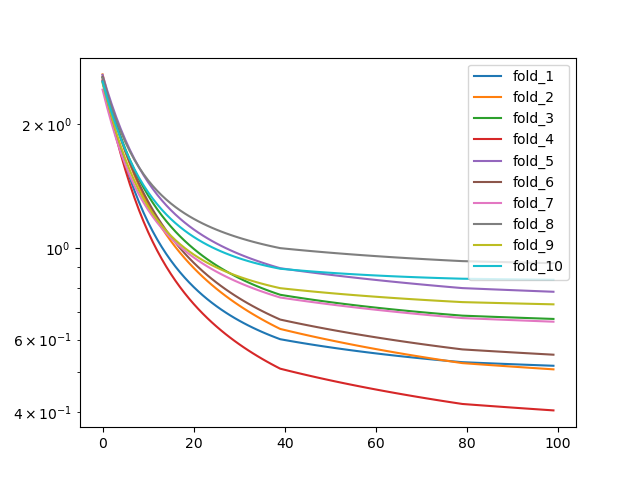 2 × 10⁰
10⁰
6 × 10⁻¹
4 × 10⁻¹
0 20 40 60 80 100
fold_1
fold_2
fold_3
fold_4
fold_5
fold_6
fold_7
fold_8
fold_9
fold_10